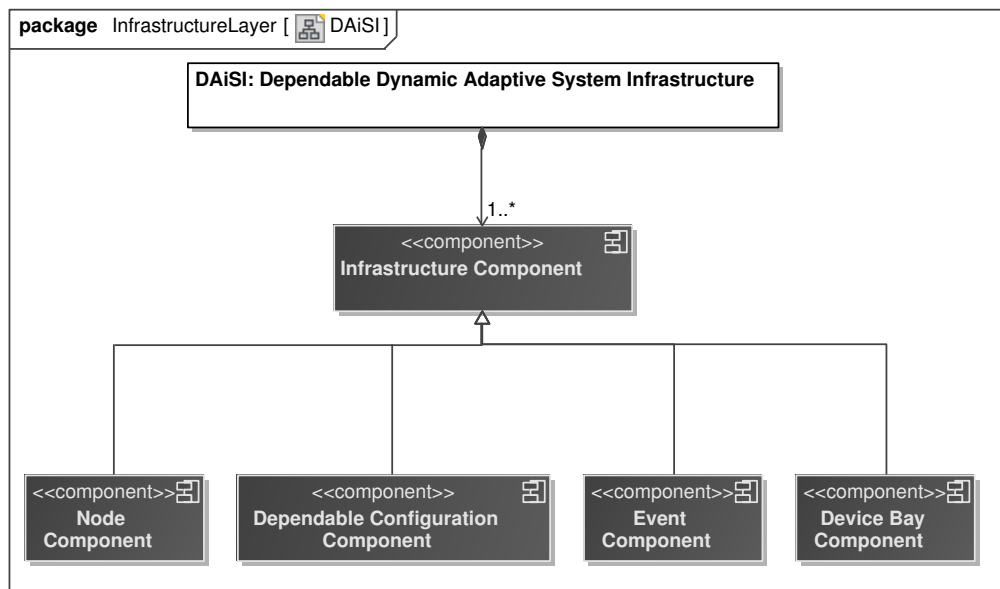 package InfrastructureLayer [ DAiSI ]
DAiSI: Dependable Dynamic Adaptive System Infrastructure
1..*
<<component>>
Infrastructure Component
<<component>>
Node
Component
<<component>>
Dependable Configuration
Component
<<component>>
Event
Component
<<component>>
Device Bay
Component